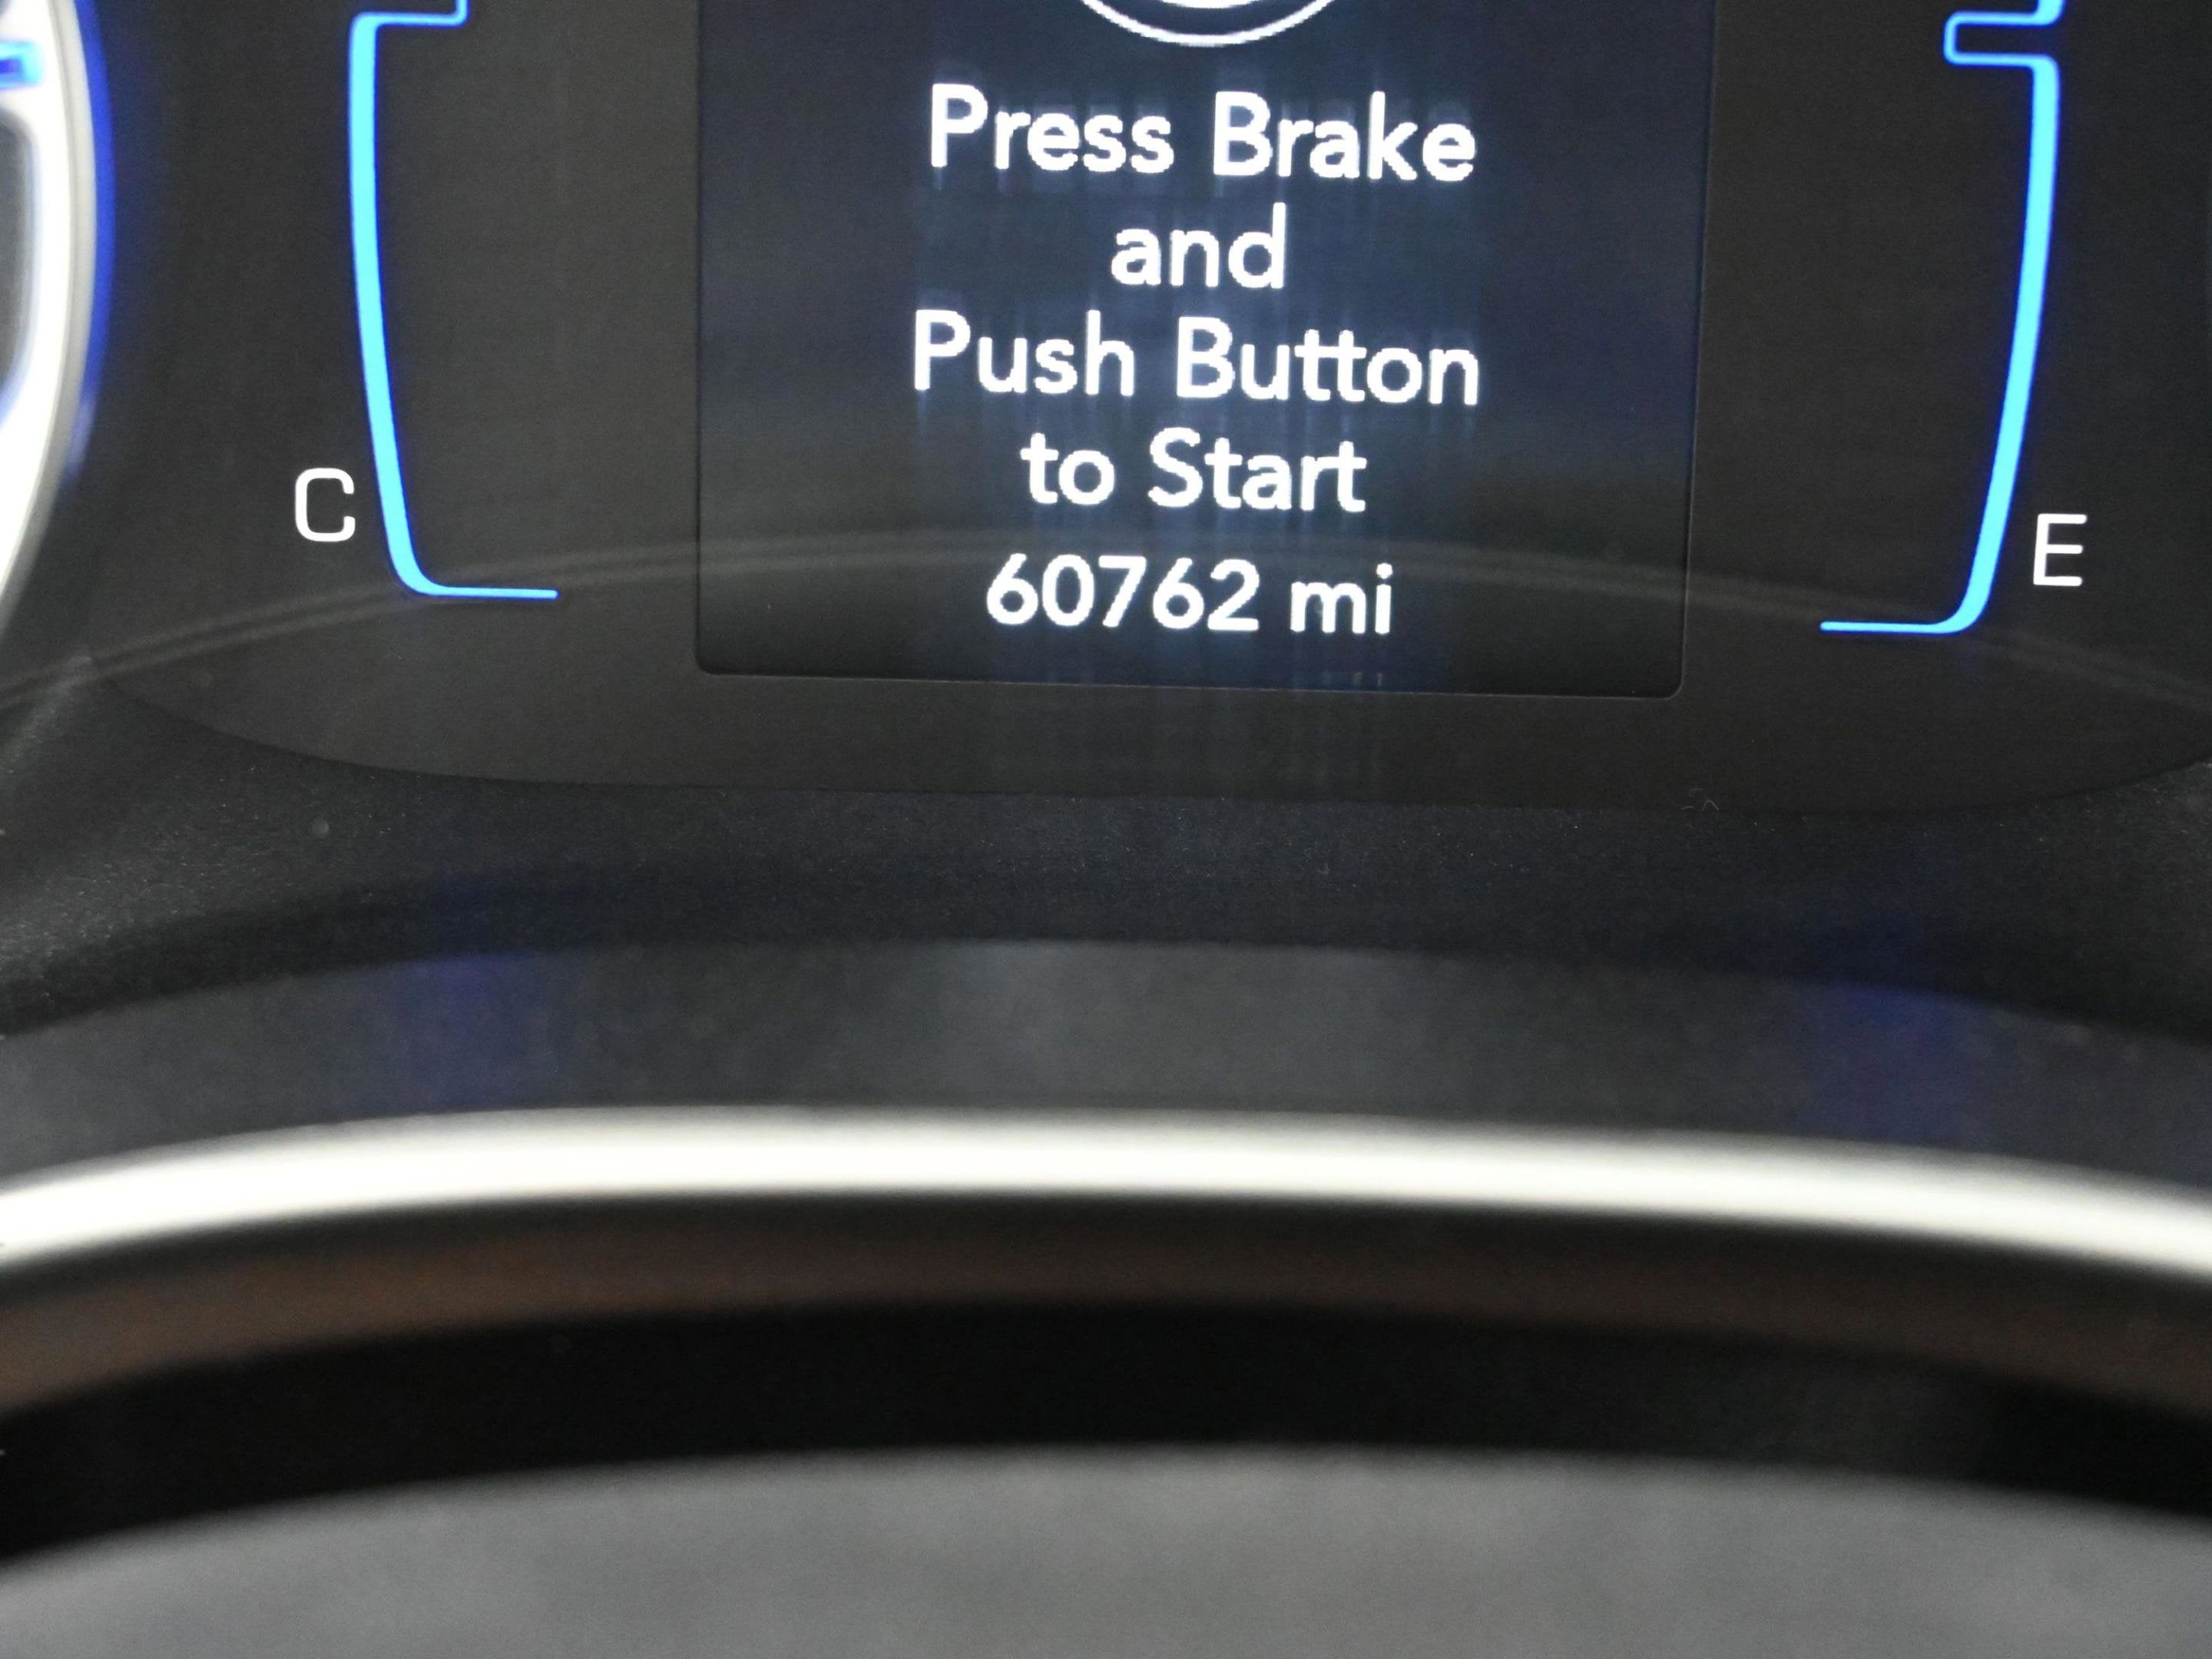 Press Brake
and
Push Button
to Start
C
E
60762 mi